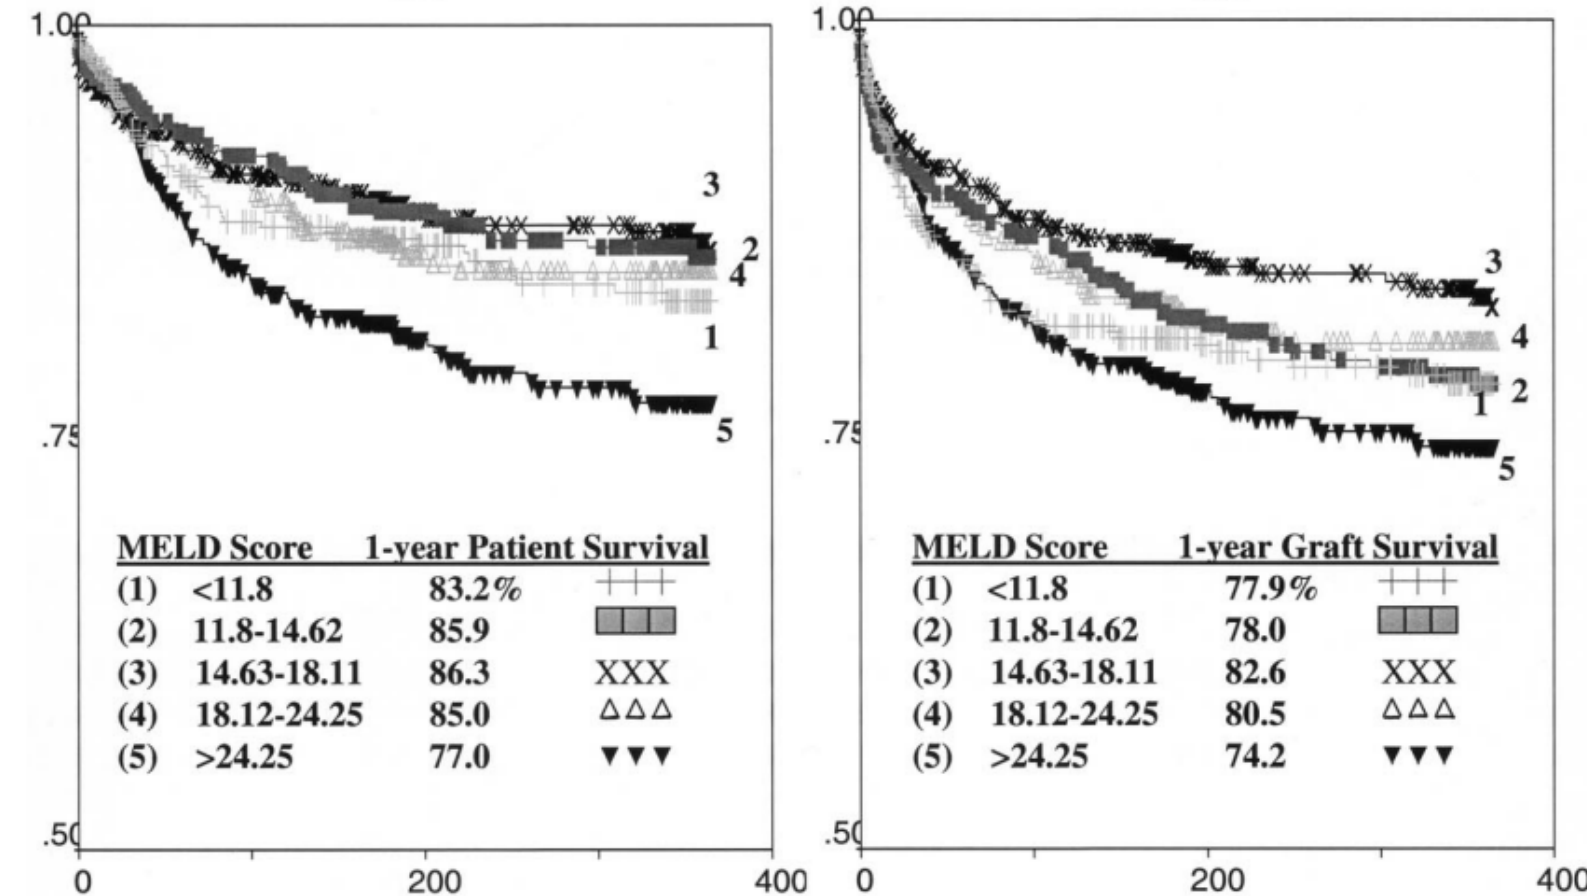 1.00
3
2
4
1
.75
5
MELD Score 1-year Patient Survival
(1) <11.8 83.2%
(2) 11.8-14.62 85.9
(3) 14.63-18.11 86.3
(4) 18.12-24.25 85.0
(5) >24.25 77.0
.50
0 200 400
1.00
3
4
2
1
.75
5
MELD Score 1-year Graft Survival
(1) <11.8 77.9%
(2) 11.8-14.62 78.0
(3) 14.63-18.11 82.6
(4) 18.12-24.25 80.5
(5) >24.25 74.2
.50
0 200 400